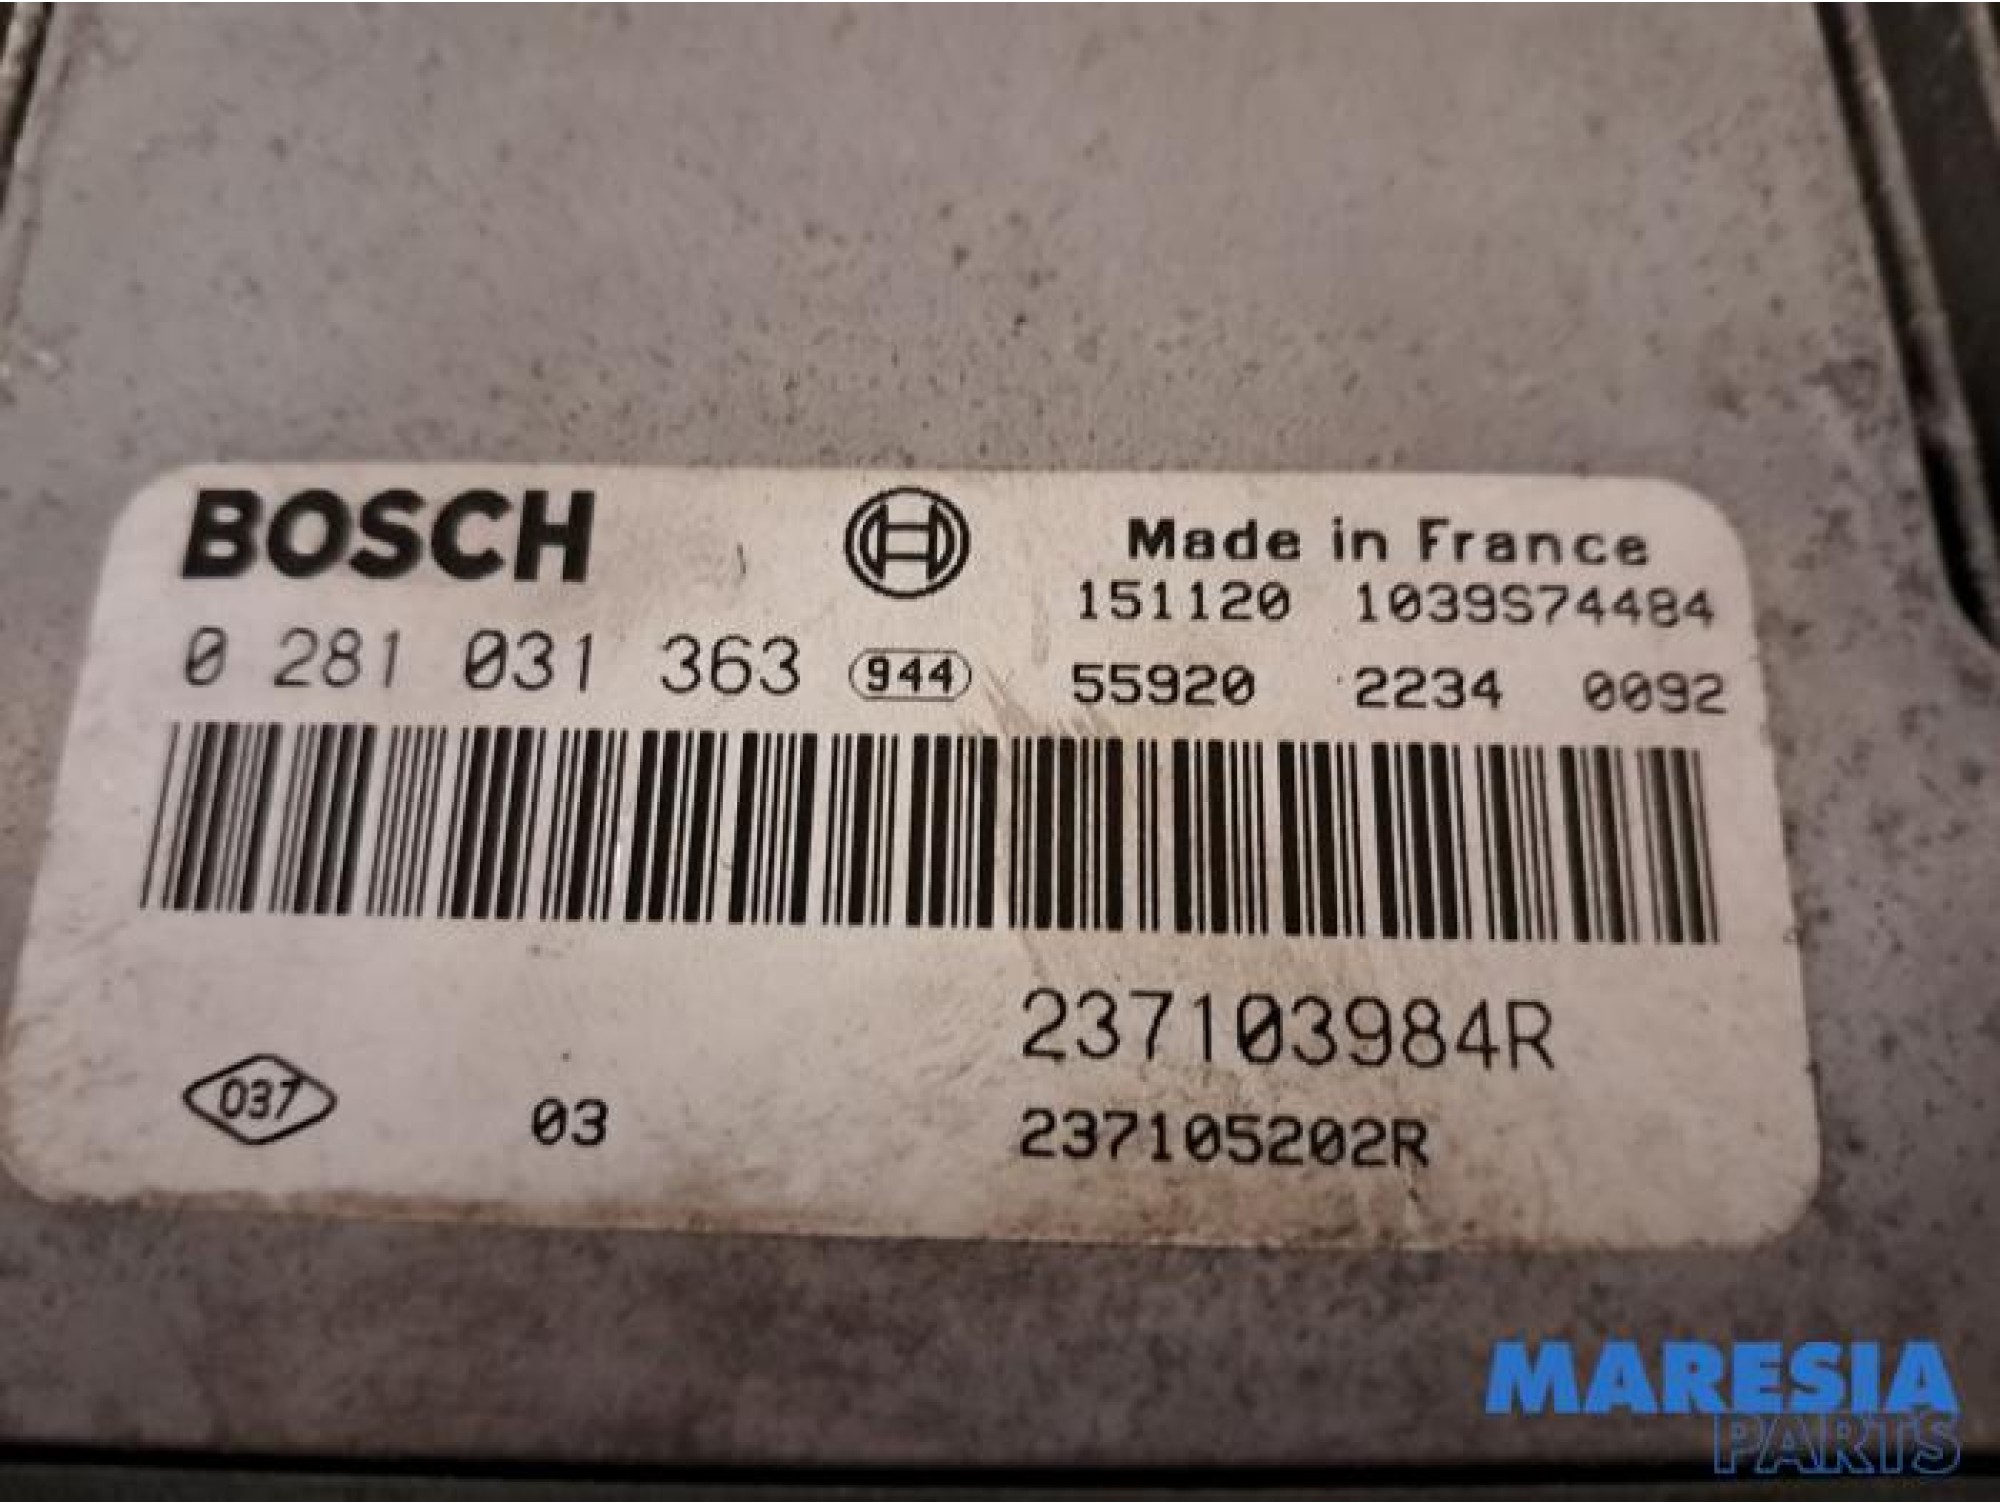 BOSCH
Made in France
151120 1039S74484
0 281 031 363 944 55920 2234 0092
237103984R
037 03 237105202R
MARESIA
PARTS